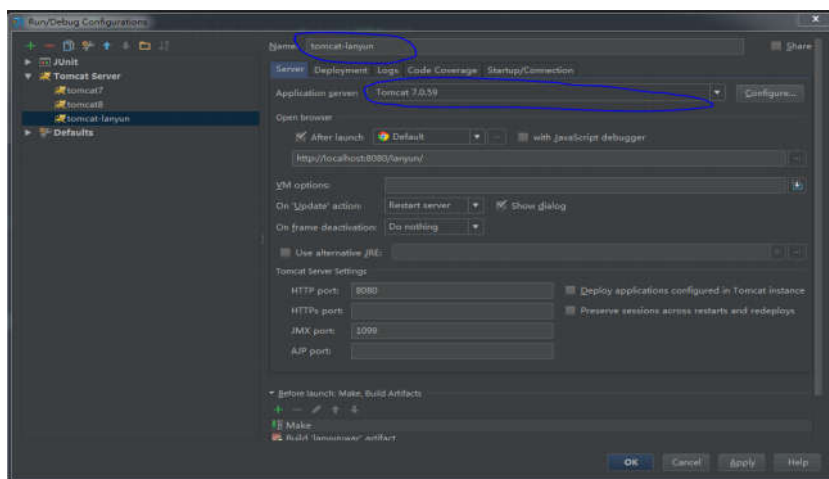 Run/Debug Configurations
Name: tomcat-lanyun
Share
JUnit
Tomcat Server
tomcat7
tomcat8
tomcat-lanyun
Defaults
Server Deployment Logs Code Coverage Startup/Connection
Application server: Tomcat 7.0.59 Configure...
Open browser
After launch Default with JavaScript debugger
http://localhost:8080/lanyun/
VM options:
On 'Update' action: Restart server Show dialog
On frame deactivation: Do nothing
Use alternative JRE:
Tomcat Server Settings
HTTP port: 8080 Deploy applications configured in Tomcat instance
HTTPs port: Preserve sessions across restarts and redeploys
JMX port: 1099
AJP port:
Before launch: Make, Build Artifacts
Make
Build artifact
OK Cancel Apply Help